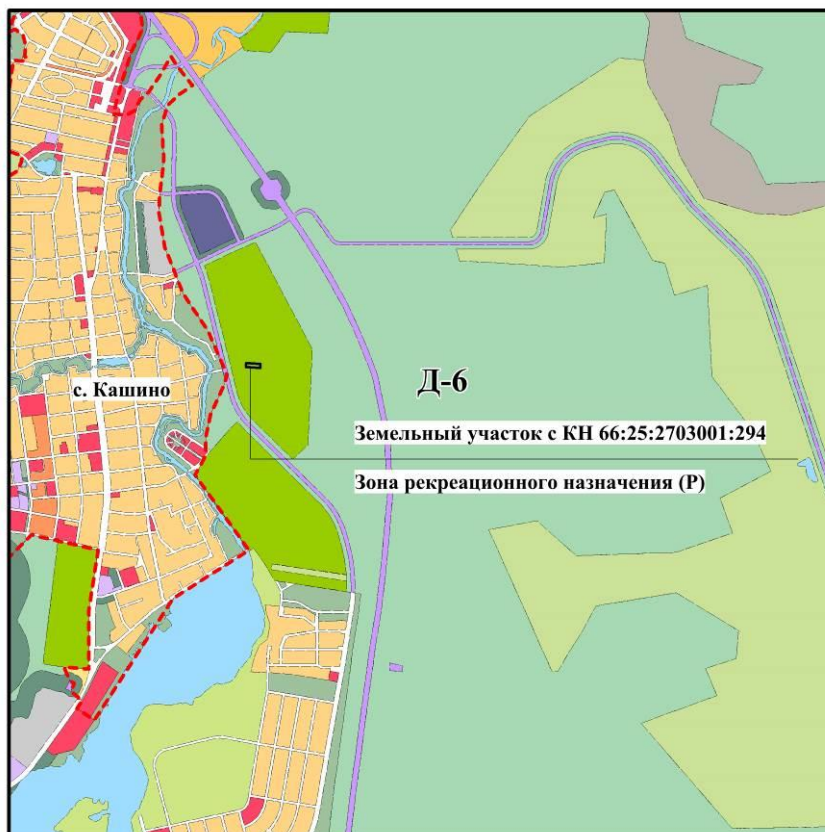 с. Кашино
Д-6
Земельный участок с КН 66:25:2703001:294
Зона рекреационного назначения (Р)